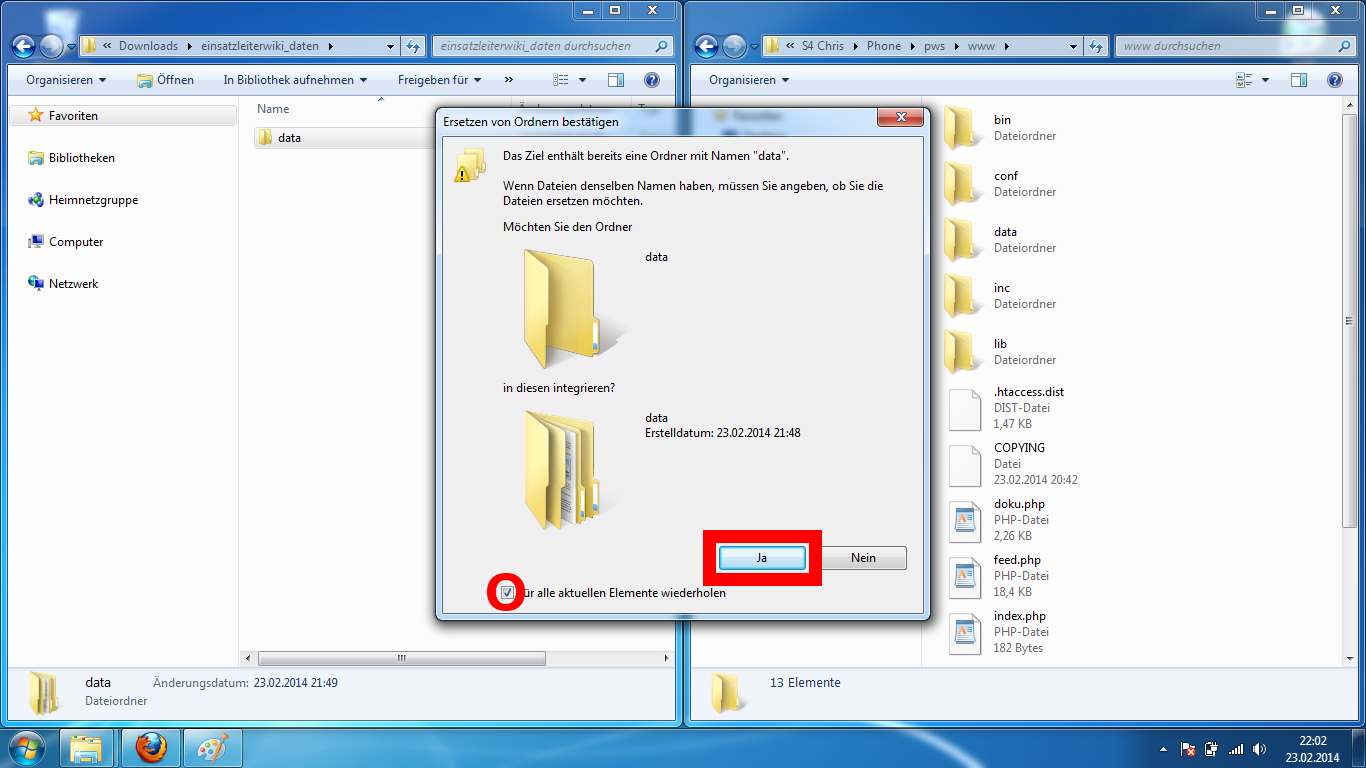 « Downloads ▸ einsatzleiterwiki_daten ▸
einsatzleiterwiki_daten durchsuchen
Organisieren
Öffnen
In Bibliothek aufnehmen
Freigeben für
»
Favoriten
Bibliotheken
Heimnetzgruppe
Computer
Netzwerk
Name
data
data
Änderungsdatum: 23.02.2014 21:49
Dateiordner
Ersetzen von Ordnern bestätigen
Das Ziel enthält bereits eine Ordner mit Namen "data".
Wenn Dateien denselben Namen haben, müssen Sie angeben, ob Sie die
Dateien ersetzen möchten.
Möchten Sie den Ordner
data
in diesen integrieren?
data
Erstelldatum: 23.02.2014 21:48
Ja
Nein
ür alle aktuellen Elemente wiederholen
« S4 Chris ▸ Phone ▸ pws ▸ www ▸
www durchsuchen
Organisieren
bin
Dateiordner
conf
Dateiordner
data
Dateiordner
inc
Dateiordner
lib
Dateiordner
.htaccess.dist
DIST-Datei
1,47 KB
COPYING
Datei
23.02.2014 20:42
doku.php
PHP-Datei
2,26 KB
feed.php
PHP-Datei
18,4 KB
index.php
PHP-Datei
182 Bytes
13 Elemente
22:02
23.02.2014